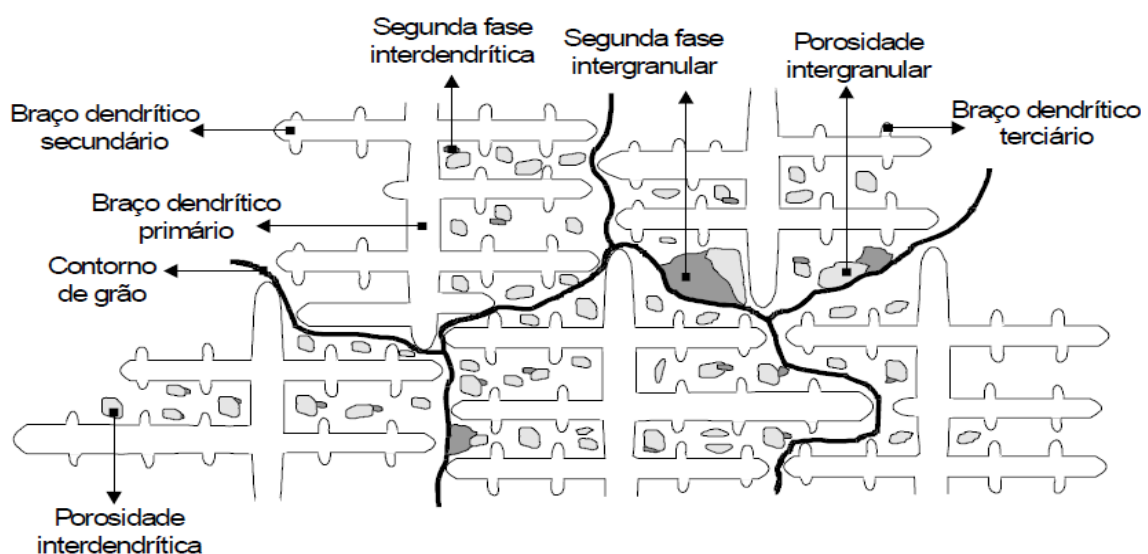 Segunda fase
interdendrítica
Segunda fase
intergranular
Porosidade
intergranular
Braço dendrítico
secundário
Braço dendrítico
terciário
Braço dendrítico
primário
Contorno
de grão
Porosidade
interdendrítica